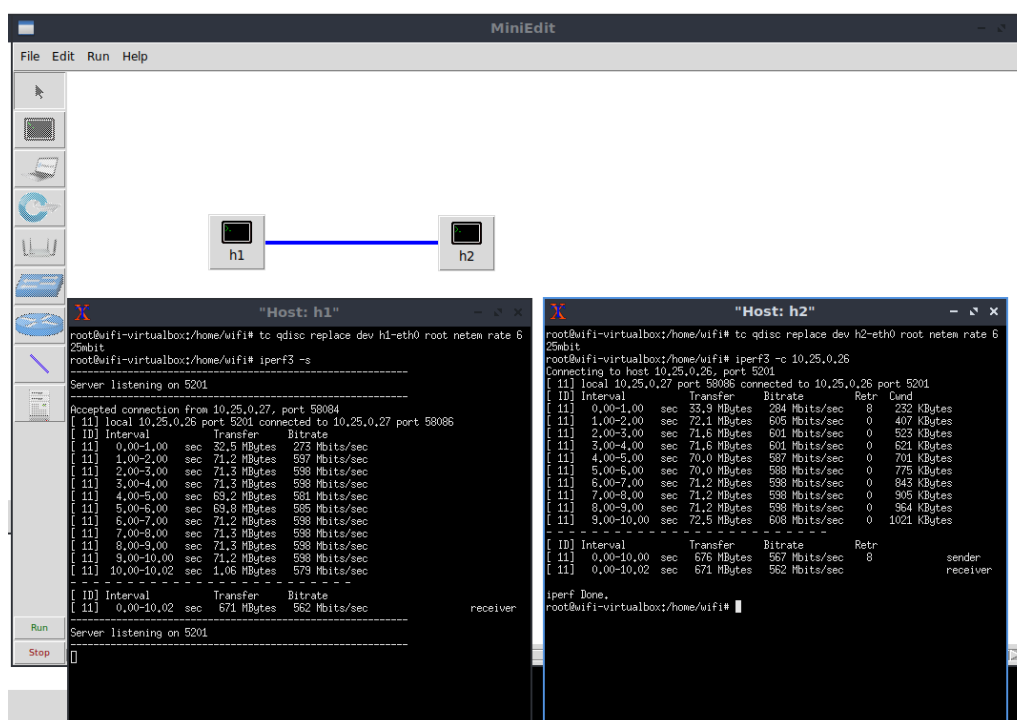 MiniEdit
File Edit Run Help
h1
h2
Run
Stop
"Host: h1"
root@wifi-virtualbox:/home/wifi# tc qdisc replace dev h1-eth0 root netem rate 6
25mbit
root@wifi-virtualbox:/home/wifi# iperf3 -s
-----------------------------------------------------------
Server listening on 5201
-----------------------------------------------------------
Accepted connection from 10.25.0.27, port 58084
[ 11] local 10.25.0.26 port 5201 connected to 10.25.0.27 port 58086
[ ID] Interval Transfer Bitrate
[ 11] 0.00-1.00 sec 32.5 MBytes 273 Mbits/sec
[ 11] 1.00-2.00 sec 71.2 MBytes 597 Mbits/sec
[ 11] 2.00-3.00 sec 71.3 MBytes 598 Mbits/sec
[ 11] 3.00-4.00 sec 71.3 MBytes 598 Mbits/sec
[ 11] 4.00-5.00 sec 69.2 MBytes 581 Mbits/sec
[ 11] 5.00-6.00 sec 69.8 MBytes 585 Mbits/sec
[ 11] 6.00-7.00 sec 71.2 MBytes 598 Mbits/sec
[ 11] 7.00-8.00 sec 71.3 MBytes 598 Mbits/sec
[ 11] 8.00-9.00 sec 71.3 MBytes 598 Mbits/sec
[ 11] 9.00-10.00 sec 71.2 MBytes 598 Mbits/sec
[ 11] 10.00-10.02 sec 1.06 MBytes 579 Mbits/sec
- - - - - - - - - - - - - - - - - - - - - - - - -
[ ID] Interval Transfer Bitrate
[ 11] 0.00-10.02 sec 671 MBytes 562 Mbits/sec receiver
-----------------------------------------------------------
Server listening on 5201
-----------------------------------------------------------
"Host: h2"
root@wifi-virtualbox:/home/wifi# tc qdisc replace dev h2-eth0 root netem rate 6
25mbit
root@wifi-virtualbox:/home/wifi# iperf3 -c 10.25.0.26
Connecting to host 10.25.0.26, port 5201
[ 11] local 10.25.0.27 port 58086 connected to 10.25.0.26 port 5201
[ ID] Interval Transfer Bitrate Retr Cwnd
[ 11] 0.00-1.00 sec 33.9 MBytes 284 Mbits/sec 8 232 KBytes
[ 11] 1.00-2.00 sec 72.1 MBytes 605 Mbits/sec 0 407 KBytes
[ 11] 2.00-3.00 sec 71.6 MBytes 601 Mbits/sec 0 523 KBytes
[ 11] 3.00-4.00 sec 71.6 MBytes 601 Mbits/sec 0 621 KBytes
[ 11] 4.00-5.00 sec 70.0 MBytes 587 Mbits/sec 0 701 KBytes
[ 11] 5.00-6.00 sec 70.0 MBytes 588 Mbits/sec 0 775 KBytes
[ 11] 6.00-7.00 sec 71.2 MBytes 598 Mbits/sec 0 843 KBytes
[ 11] 7.00-8.00 sec 71.2 MBytes 598 Mbits/sec 0 905 KBytes
[ 11] 8.00-9.00 sec 71.2 MBytes 598 Mbits/sec 0 964 KBytes
[ 11] 9.00-10.00 sec 72.5 MBytes 608 Mbits/sec 0 1021 KBytes
- - - - - - - - - - - - - - - - - - - - - - - - -
[ ID] Interval Transfer Bitrate Retr
[ 11] 0.00-10.00 sec 676 MBytes 567 Mbits/sec 8 sender
[ 11] 0.00-10.02 sec 671 MBytes 562 Mbits/sec receiver
iperf Done.
root@wifi-virtualbox:/home/wifi#